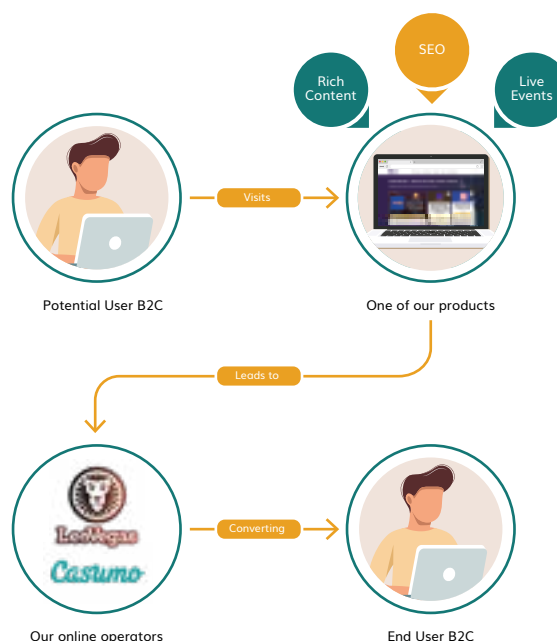 SEO
Rich
Content
Live
Events
Visits
Potential User B2C
One of our products
Leads to
LeoVegas
Casumo
Converting
Our online operators
End User B2C